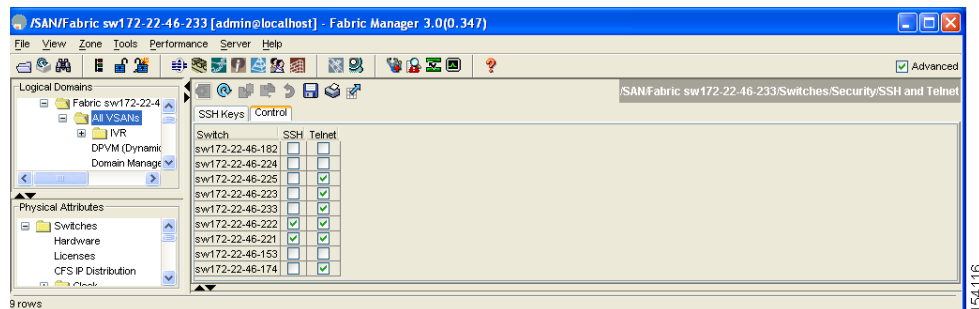 /SAN/Fabric sw172-22-46-233 [admin@localhost] - Fabric Manager 3.0(0.347)
File View Zone Tools Performance Server Help
Advanced
Logical Domains
Fabric sw172-22-4
All VSANs
IVR
DPVM (Dynamic
Domain Manage
/SAN/Fabric sw172-22-46-233/Switches/Security/SSH and Telnet
SSH Keys Control
Switch SSH Telnet
sw172-22-46-182
sw172-22-46-224
sw172-22-46-225
sw172-22-46-223
sw172-22-46-233
sw172-22-46-222
sw172-22-46-221
sw172-22-46-153
sw172-22-46-174
Physical Attributes
Switches
Hardware
Licenses
CFS IP Distribution
Clock
9 rows
154116